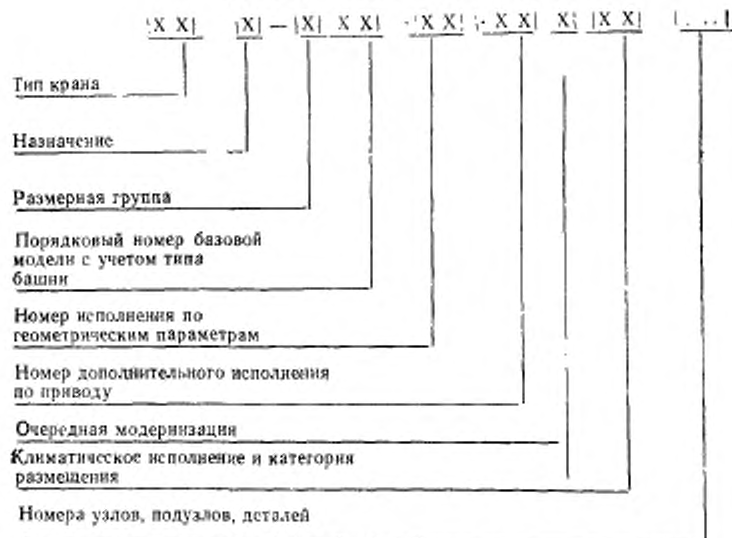 |X X| |X| — |X| X X| ·|X X| |· X X| X| |X X| |...|
Тип крана
Назначение
Размерная группа
Порядковый номер базовой
модели с учетом типа
башни
Номер исполнения по
геометрическим параметрам
Номер дополнительного исполнения
по приводу
Очередная модернизация
Климатическое исполнение и категория
размещения
Номера узлов, подузлов, деталей